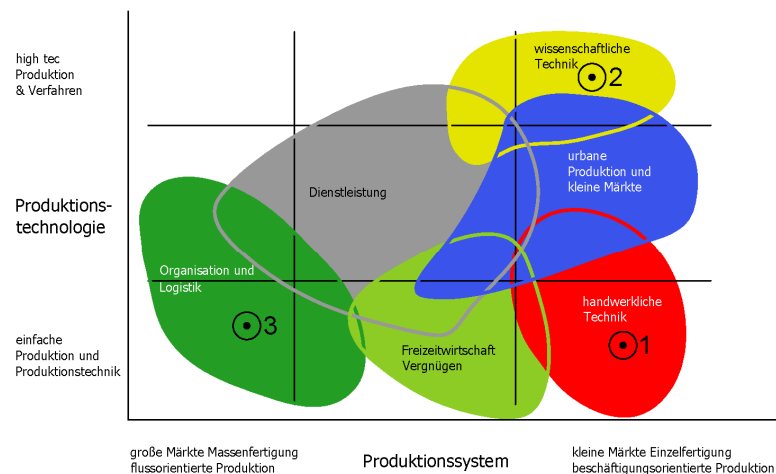 high tec
Produktion
& Verfahren
wissenschaftliche
Technik
2
urbane
Produktion und
kleine Märkte
Dienstleistung
Produktions-
technologie
Organisation und
Logistik
3
handwerkliche
Technik
1
Freizeitwirtschaft
Vergnügen
einfache
Produktion und
Produktionstechnik
große Märkte Massenfertigung
flussorientierte Produktion
Produktionssystem
kleine Märkte Einzelfertigung
beschäftigungsorientierte Produktion